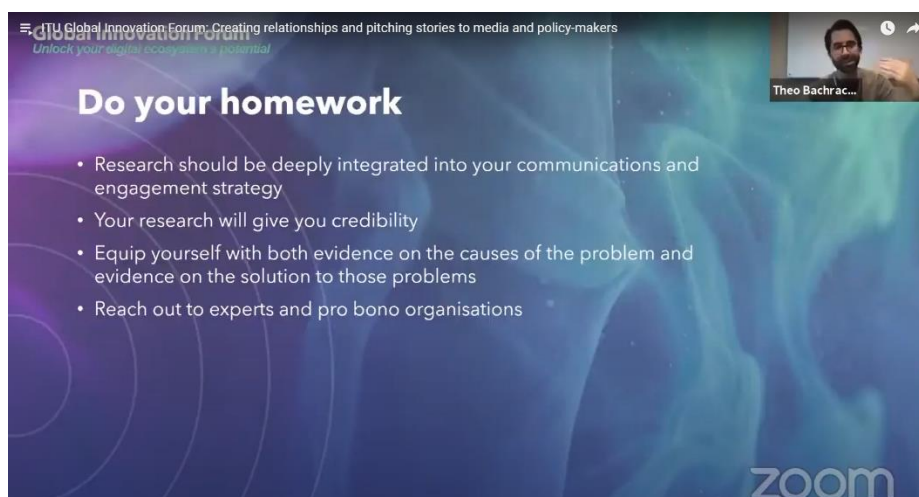 ITU Global Innovation Forum: Creating relationships and pitching stories to media and policy-makers
Global Innovation Forum
Unlock your digital ecosystem's potential
Theo Bachrac...
Do your homework
• Research should be deeply integrated into your communications and
engagement strategy
• Your research will give you credibility
• Equip yourself with both evidence on the causes of the problem and
evidence on the solution to those problems
• Reach out to experts and pro bono organisations
zoom